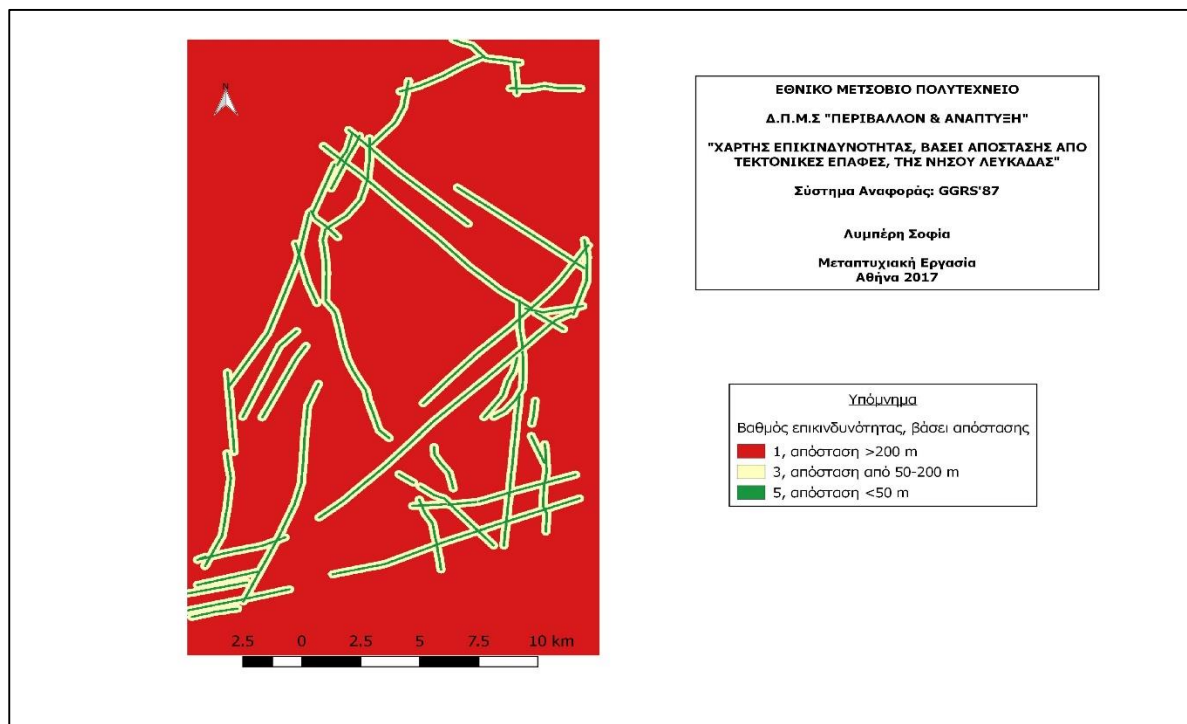 N
ΕΘΝΙΚΟ ΜΕΤΣΟΒΙΟ ΠΟΛΥΤΕΧΝΕΙΟ
Δ.Π.Μ.Σ "ΠΕΡΙΒΑΛΛΟΝ & ΑΝΑΠΤΥΞΗ"
"ΧΑΡΤΗΣ ΕΠΙΚΙΝΔΥΝΟΤΗΤΑΣ, ΒΑΣΕΙ ΑΠΟΣΤΑΣΗΣ ΑΠΟ
ΤΕΚΤΟΝΙΚΕΣ ΕΠΑΦΕΣ, ΤΗΣ ΝΗΣΟΥ ΛΕΥΚΑΔΑΣ"
Σύστημα Αναφοράς: GGRS'87
Λυμπέρη Σοφία
Μεταπτυχιακή Εργασία
Αθήνα 2017
Υπόμνημα
Βαθμός επικινδυνότητας, βάσει απόστασης
1, απόσταση >200 m
3, απόσταση από 50-200 m
5, απόσταση <50 m
2.5 0 2.5 5 7.5 10 km